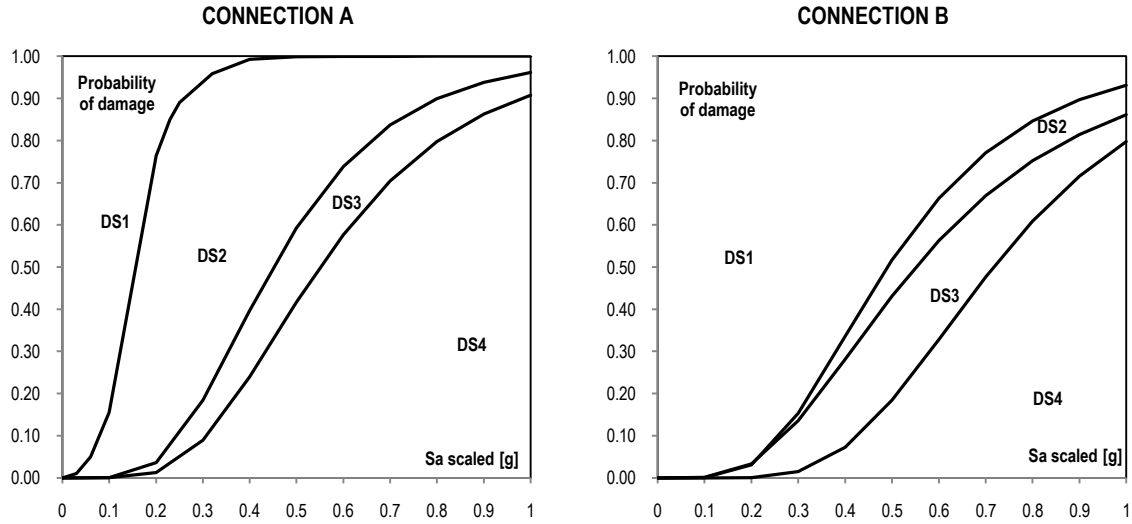 CONNECTION A
1.00
0.90
0.80
0.70
0.60
0.50
0.40
0.30
0.20
0.10
0.00
Probability
of damage
DS1
DS2
DS3
DS4
Sa scaled [g]
0 0.1 0.2 0.3 0.4 0.5 0.6 0.7 0.8 0.9 1
CONNECTION B
1.00
0.90
0.80
0.70
0.60
0.50
0.40
0.30
0.20
0.10
0.00
Probability
of damage
DS2
DS1
DS3
DS4
Sa scaled [g]
0 0.1 0.2 0.3 0.4 0.5 0.6 0.7 0.8 0.9 1